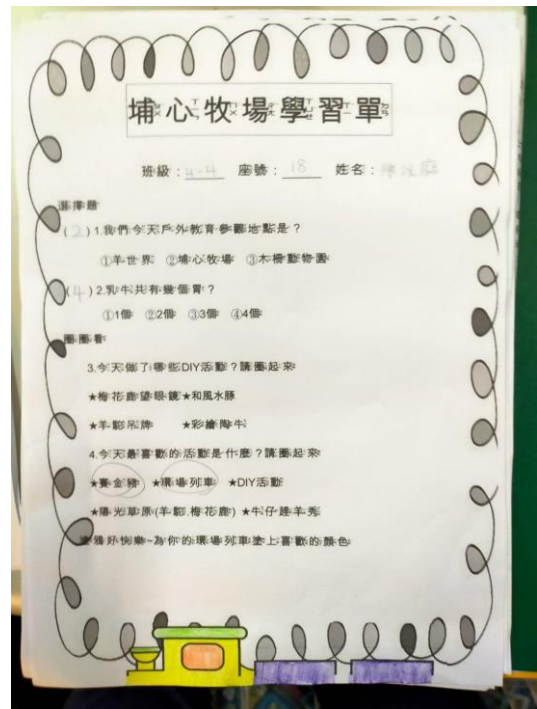 埔心牧場學習單
班級：4-4 座號：18 姓名：
選擇題
(2)1.我們今天戶外教育參觀地點是？
①羊世界 ②埔心牧場 ③木柵動物園
(4)2.乳牛共有幾個胃？
①1個 ②2個 ③3個 ④4個
圈圈看
3.今天做了哪些DIY活動？請圈起來
★梅花鹿望眼鏡★和風水豚
★羊駝吊牌 ★彩繪陶牛
4.今天最喜歡的活動是什麼？請圈起來
★賽金豬 ★環場列車 ★DIY活動
★陽光草原(羊駝.梅花鹿) ★牛仔趕羊秀
塗鴉好快樂~為你的環場列車塗上喜歡的顏色